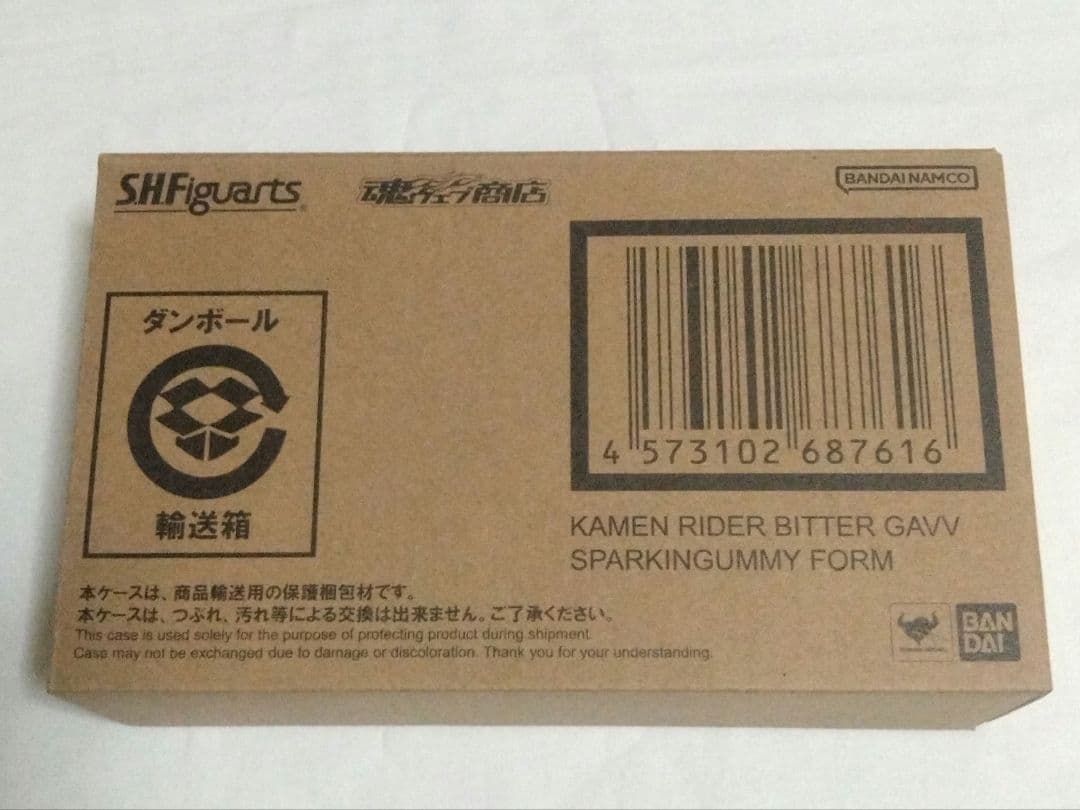 S.H.Figuarts
魂ウェブ商店
BANDAI NAMCO
ダンボール
輸送箱
4 573102 687616
KAMEN RIDER BITTER GAVV
SPARKINGUMMY FORM
本ケースは、商品輸送用の保護梱包材です。
本ケースは、つぶれ、汚れ等による交換は出来ません。ご了承ください。
This case is used solely for the purpose of protecting product during shipment.
Case may not be exchanged due to damage or discoloration. Thank you for your understanding.
BAN
DAI